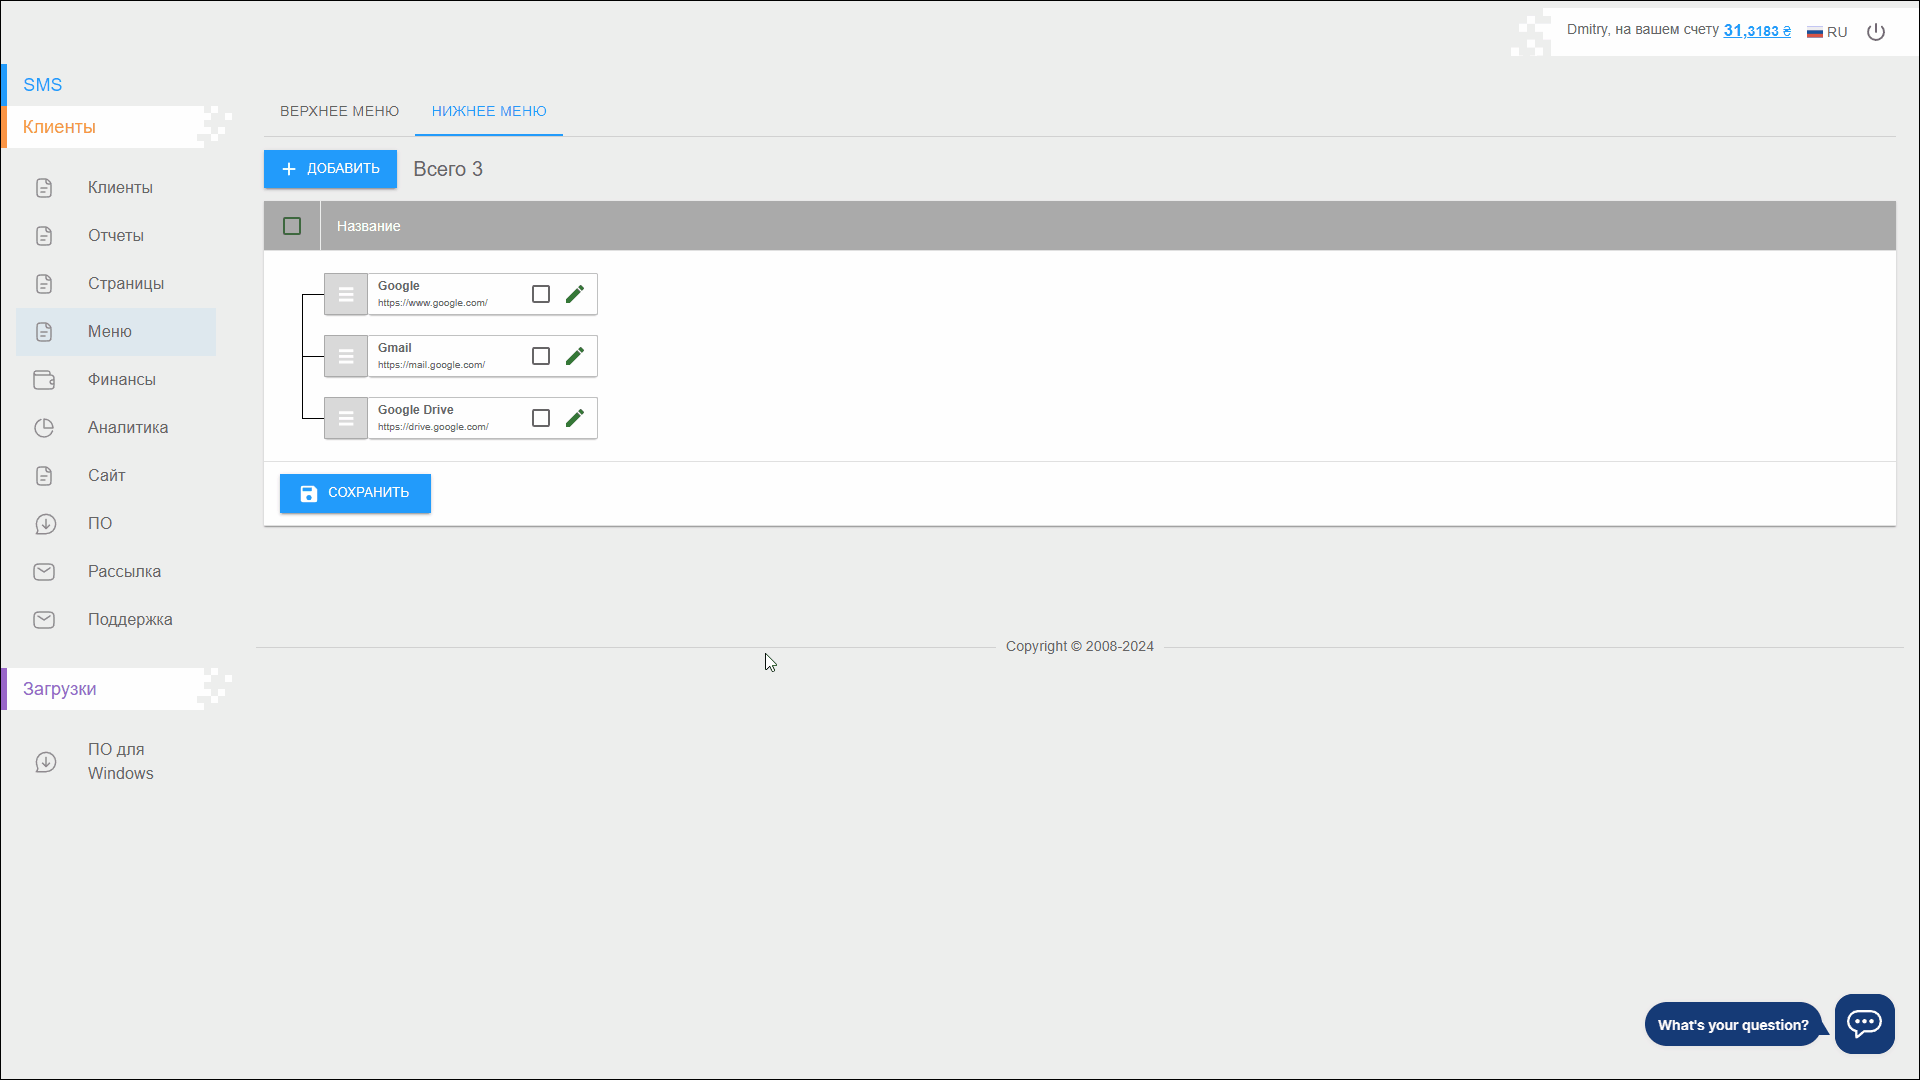 Dmitry, на вашем счету 31,3183 ₴ RU
SMS
Клиенты
Клиенты
Отчеты
Страницы
Меню
Финансы
Аналитика
Сайт
ПО
Рассылка
Поддержка
Загрузки
ПО для
Windows
ВЕРХНЕЕ МЕНЮ НИЖНЕЕ МЕНЮ
ДОБАВИТЬ Всего 3
Название
Google
https://www.google.com/
Gmail
https://mail.google.com/
Google Drive
https://drive.google.com/
СОХРАНИТЬ
Copyright © 2008-2024
What's your question?